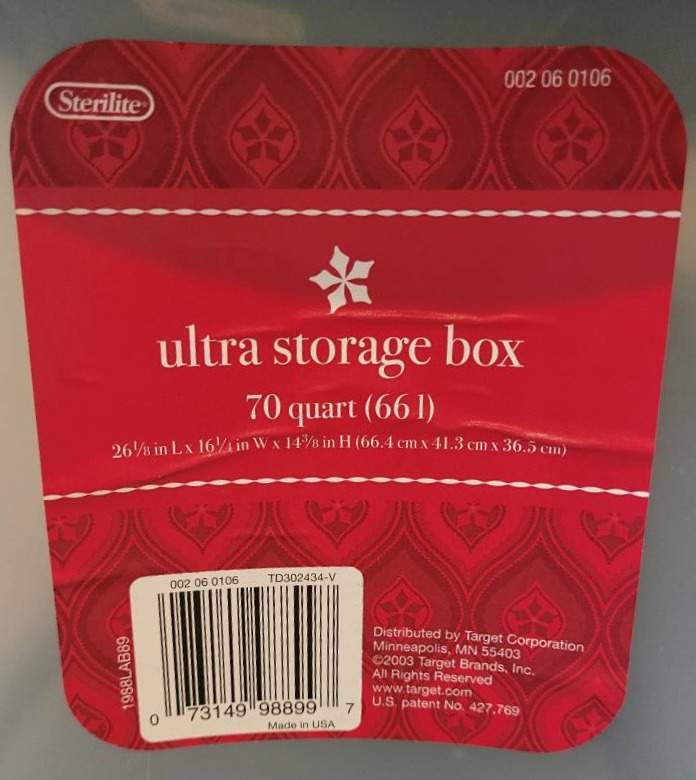 Sterilite®
002 06 0106
ultra storage box
70 quart (66 l)
26⅛ in L x 16¼ in W x 14⅜ in H (66.4 cm x 41.3 cm x 36.5 cm)
002 06 0106 TD302434-V
0 73149 98899 7
Made in USA
1988LAB89
Distributed by Target Corporation
Minneapolis, MN 55403
©2003 Target Brands, Inc.
All Rights Reserved
www.target.com
U.S. patent No. 427,769